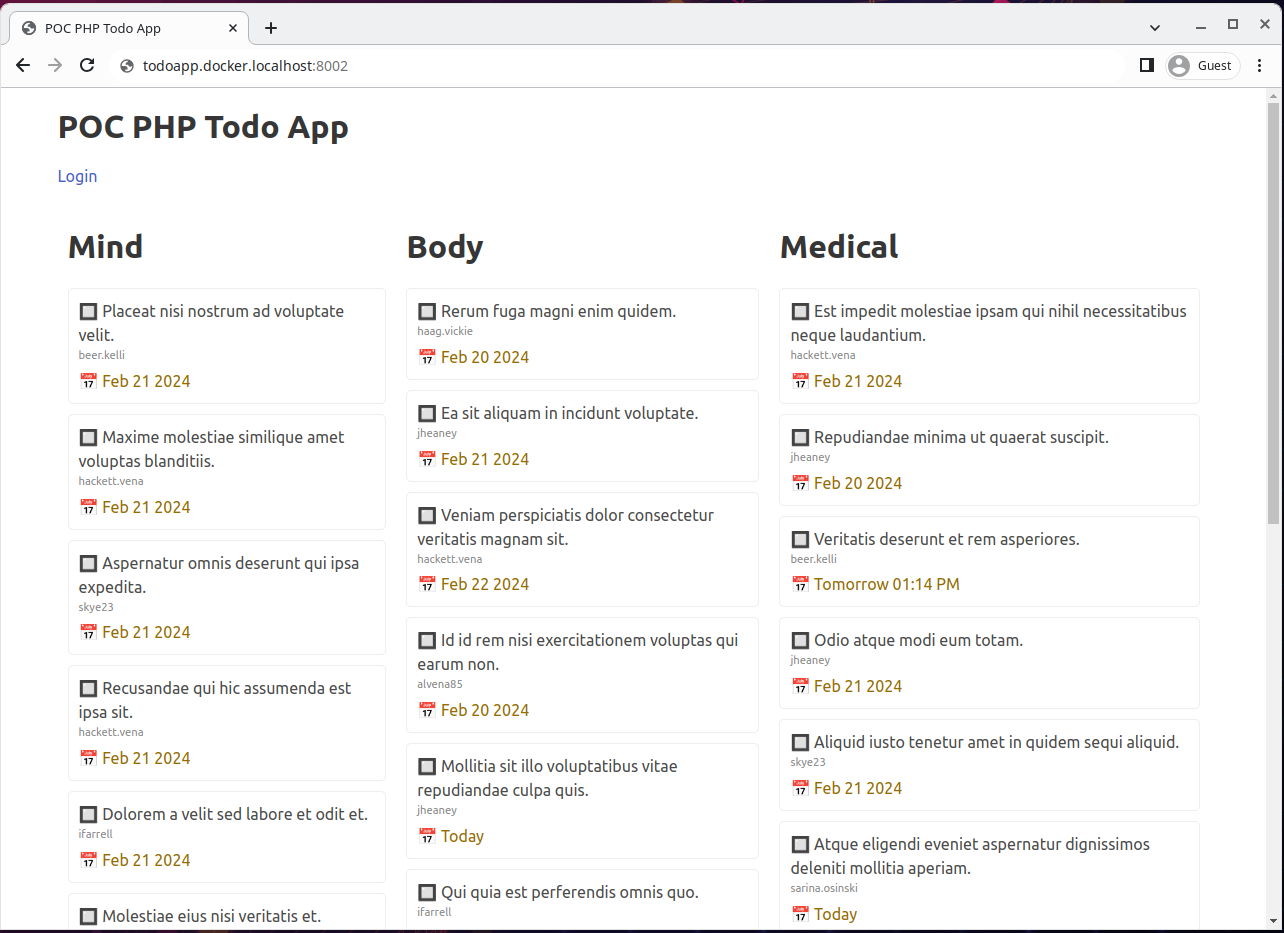 POC PHP Todo App
todoapp.docker.localhost:8002
Guest
POC PHP Todo App
Login
Mind
Placeat nisi nostrum ad voluptate
velit.
beer.kelli
Feb 21 2024
Maxime molestiae similique amet
voluptas blanditiis.
hackett.vena
Feb 21 2024
Aspernatur omnis deserunt qui ipsa
expedita.
skye23
Feb 21 2024
Recusandae qui hic assumenda est
ipsa sit.
hackett.vena
Feb 21 2024
Dolorem a velit sed labore et odit et.
ifarrell
Feb 21 2024
Molestiae eius nisi veritatis et.
Body
Rerum fuga magni enim quidem.
haag.vickie
Feb 20 2024
Ea sit aliquam in incidunt voluptate.
jheaney
Feb 21 2024
Veniam perspiciatis dolor consectetur
veritatis magnam sit.
hackett.vena
Feb 22 2024
Id id rem nisi exercitationem voluptas qui
earum non.
alvena85
Feb 20 2024
Mollitia sit illo voluptatibus vitae
repudiandae culpa quis.
jheaney
Today
Qui quia est perferendis omnis quo.
ifarrell
Medical
Est impedit molestiae ipsam qui nihil necessitatibus
neque laudantium.
hackett.vena
Feb 21 2024
Repudiandae minima ut quaerat suscipit.
jheaney
Feb 20 2024
Veritatis deserunt et rem asperiores.
beer.kelli
Tomorrow 01:14 PM
Odio atque modi eum totam.
jheaney
Feb 21 2024
Aliquid iusto tenetur amet in quidem sequi aliquid.
skye23
Feb 21 2024
Atque eligendi eveniet aspernatur dignissimos
deleniti mollitia aperiam.
sarina.osinski
Today